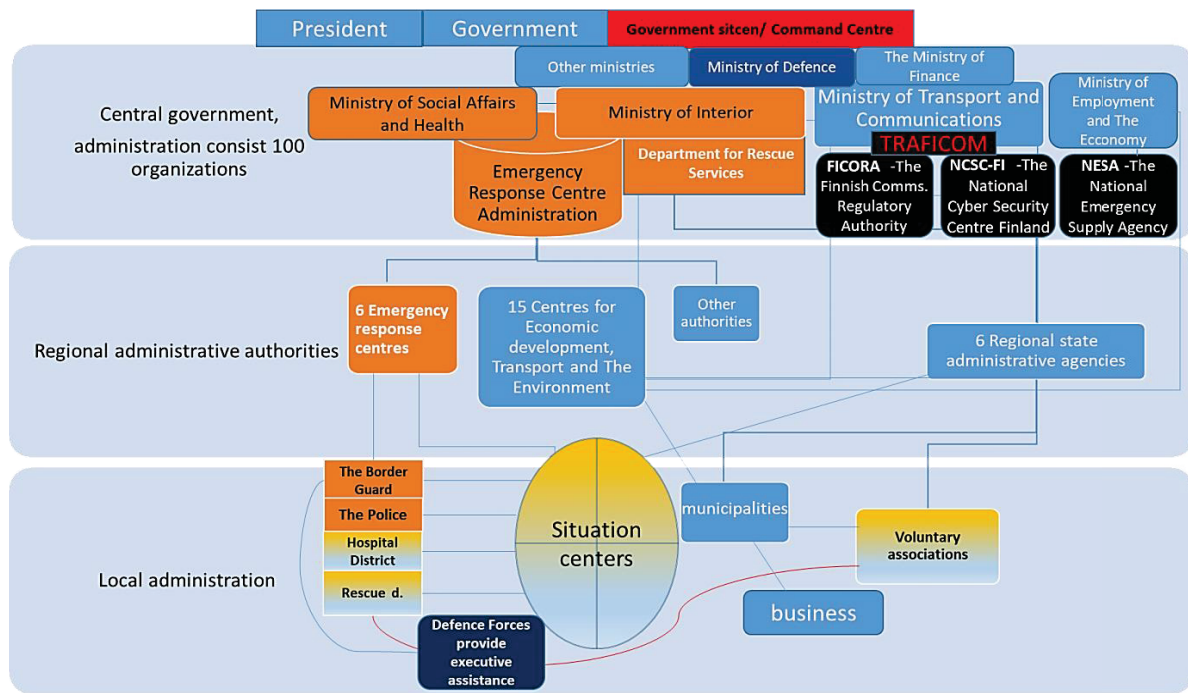 President
Government
Government sitcen/ Command Centre
Other ministries
Ministry of Defence
The Ministry of
Finance
Central government,
administration consist 100
organizations
Ministry of Social Affairs
and Health
Ministry of Interior
Ministry of Transport and
Communications
Ministry of
Employment
and The
Ecconomy
TRAFICOM
Emergency
Response Centre
Administration
Department for Rescue
Services
FICORA -The
Finnish Comms.
Regulatory
Authority
NCSC-FI -The
National
Cyber Security
Centre Finland
NESA -The
National
Emergency
Supply Agency
Regional administrative authorities
6 Emergency
response
centres
15 Centres for
Economic
development,
Transport and The
Environment
Other
authorities
6 Regional state
administrative agencies
Local administration
The Border
Guard
The Police
Hospital
District
Rescue d.
Situation
centers
municipalities
Voluntary
associations
business
Defence Forces
provide
executive
assistance